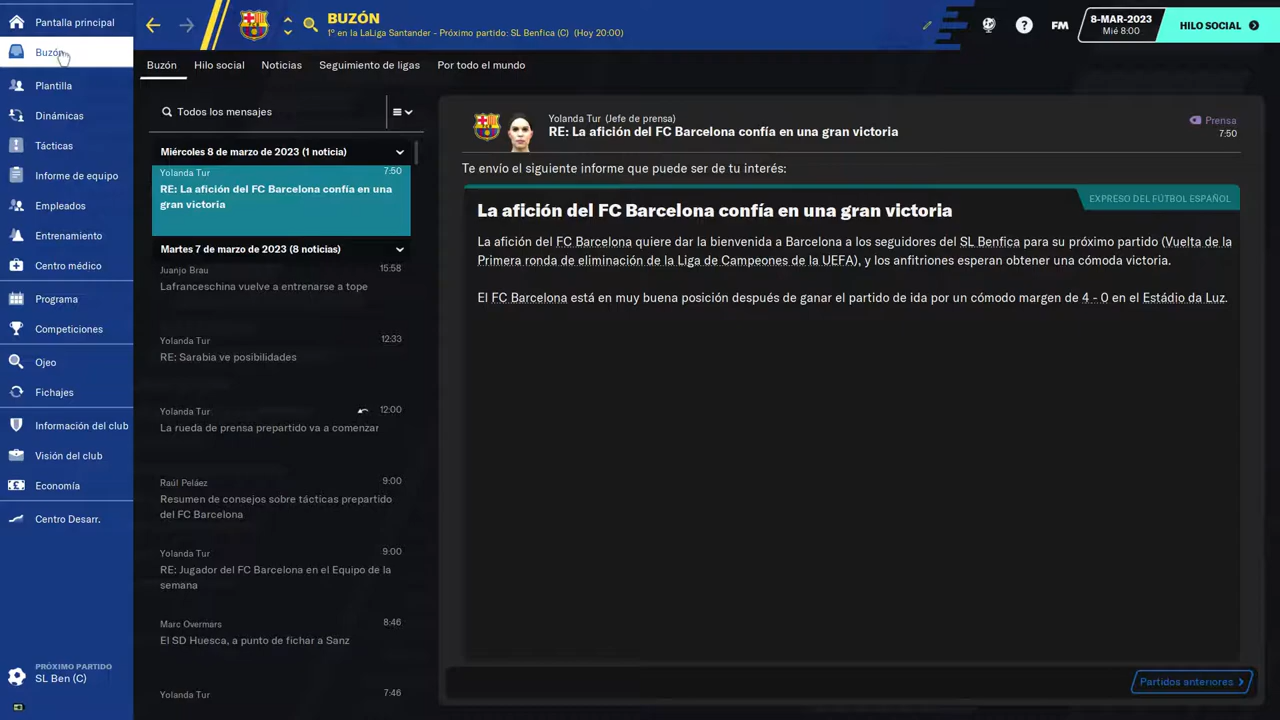 Pantalla principal
Buzón
Plantilla
Dinámicas
Tácticas
Informe de equipo
Empleados
Entrenamiento
Centro médico
Programa
Competiciones
Ojeo
Fichajes
Información del club
Visión del club
Economía
Centro Desarr.
PRÓXIMO PARTIDO
SL Ben (C)
BUZÓN
1º en la LaLiga Santander - Próximo partido: SL Benfica (C) (Hoy 20:00)
FM
8-MAR-2023
Mié 8:00
HILO SOCIAL
Buzón Hilo social Noticias Seguimiento de ligas Por todo el mundo
Todos los mensajes
Miércoles 8 de marzo de 2023 (1 noticia)
Yolanda Tur 7:50
RE: La afición del FC Barcelona confía en una
gran victoria
Martes 7 de marzo de 2023 (8 noticias)
Juanjo Brau 15:58
Lafranceschina vuelve a entrenarse a tope
Yolanda Tur 12:33
RE: Sarabia ve posibilidades
Yolanda Tur 12:00
La rueda de prensa prepartido va a comenzar
Raúl Peláez 9:00
Resumen de consejos sobre tácticas prepartido
del FC Barcelona
Yolanda Tur 9:00
RE: Jugador del FC Barcelona en el Equipo de la
semana
Marc Overmars 8:46
El SD Huesca, a punto de fichar a Sanz
Yolanda Tur 7:46
Yolanda Tur (Jefe de prensa)
RE: La afición del FC Barcelona confía en una gran victoria
Prensa
7:50
Te envío el siguiente informe que puede ser de tu interés:
EXPRESO DEL FÚTBOL ESPAÑOL
La afición del FC Barcelona confía en una gran victoria
La afición del FC Barcelona quiere dar la bienvenida a Barcelona a los seguidores del SL Benfica para su próximo partido (Vuelta de la
Primera ronda de eliminación de la Liga de Campeones de la UEFA), y los anfitriones esperan obtener una cómoda victoria.
El FC Barcelona está en muy buena posición después de ganar el partido de ida por un cómodo margen de 4 - 0 en el Estádio da Luz.
Partidos anteriores